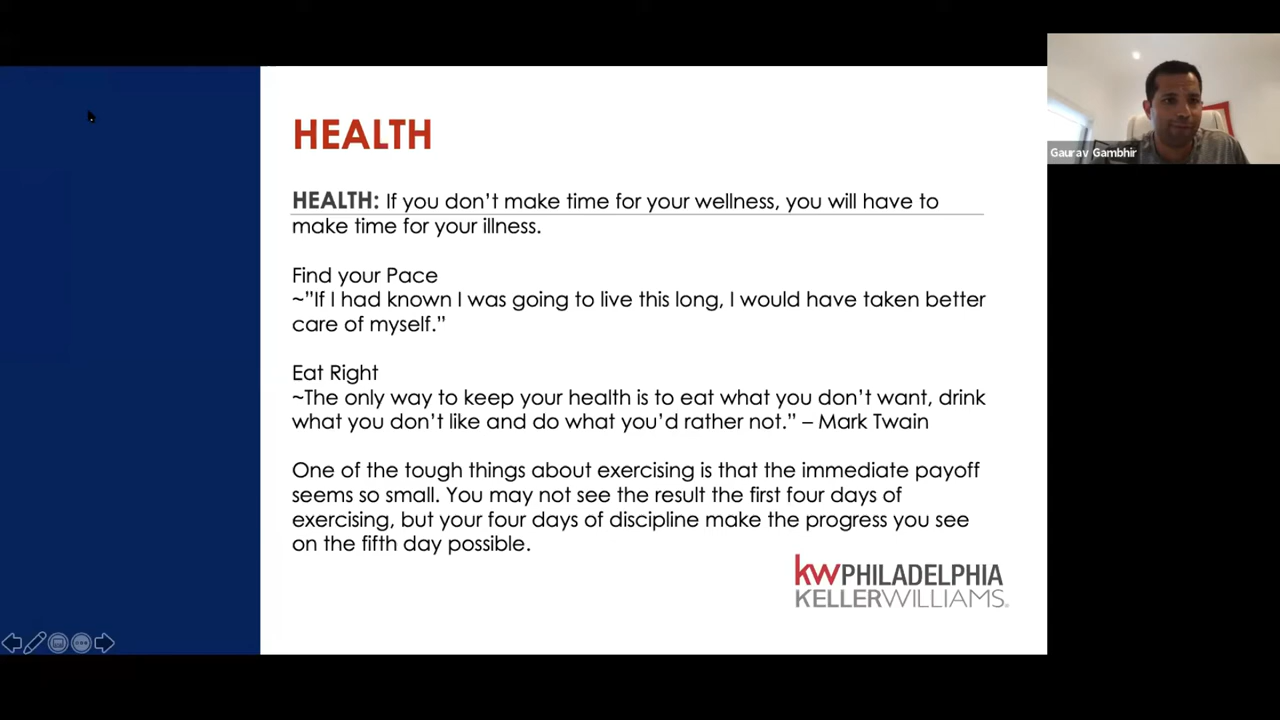 HEALTH
HEALTH: If you don’t make time for your wellness, you will have to
make time for your illness.
Find your Pace
~”If I had known I was going to live this long, I would have taken better
care of myself.”
Eat Right
~The only way to keep your health is to eat what you don’t want, drink
what you don’t like and do what you’d rather not.” – Mark Twain
One of the tough things about exercising is that the immediate payoff
seems so small. You may not see the result the first four days of
exercising, but your four days of discipline make the progress you see
on the fifth day possible.
kwPHILADELPHIA
KELLERWILLIAMS®
Gaurav Gambhir